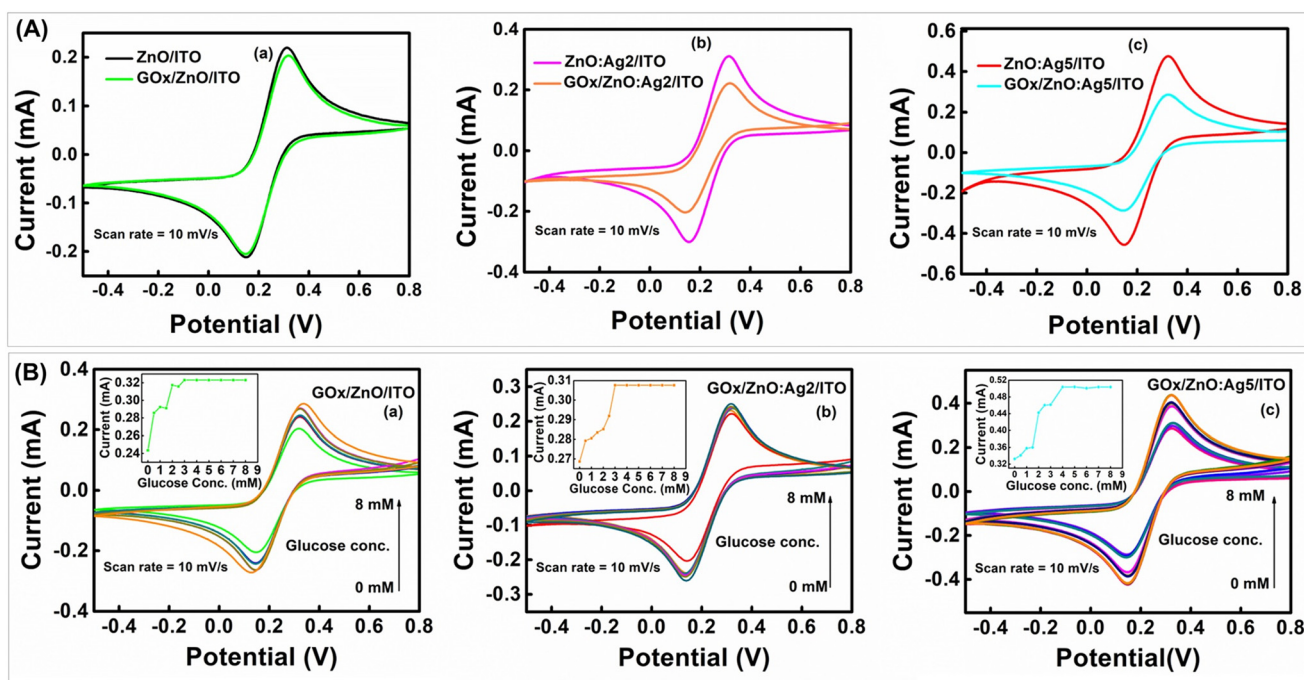 (A)
(a)
ZnO/ITO
GOx/ZnO/ITO
Scan rate = 10 mV/s
Current (mA)
0.2
0.1
0.0
-0.1
-0.2
-0.4 -0.2 0.0 0.2 0.4 0.6 0.8
Potential (V)
(b)
ZnO:Ag2/ITO
GOx/ZnO:Ag2/ITO
Scan rate = 10 mV/s
Current (mA)
0.4
0.2
0.0
-0.2
-0.4
-0.4 -0.2 0.0 0.2 0.4 0.6 0.8
Potential (V)
(c)
ZnO:Ag5/ITO
GOx/ZnO:Ag5/ITO
Scan rate = 10 mV/s
Current (mA)
0.6
0.4
0.2
0.0
-0.2
-0.4
-0.6
-0.4 -0.2 0.0 0.2 0.4 0.6 0.8
Potential (V)
(B)
GOx/ZnO/ITO
(a)
Current (mA)
0.32
0.28
0.24
0 1 2 3 4 5 6 7 8 9
Glucose Conc. (mM)
8 mM
Glucose conc.
0 mM
Scan rate = 10 mV/s
Current (mA)
0.4
0.2
0.0
-0.2
-0.4
-0.4 -0.2 0.0 0.2 0.4 0.6 0.8
Potential (V)
GOx/ZnO:Ag2/ITO
(b)
Current (mA)
0.31
0.30
0.29
0.28
0.27
0 1 2 3 4 5 6 7 8 9
Glucose Conc. (mM)
8 mM
Glucose conc.
0 mM
Scan rate = 10 mV/s
Current (mA)
0.3
0.2
0.1
0.0
-0.1
-0.2
-0.3
-0.4 -0.2 0.0 0.2 0.4 0.6 0.8
Potential (V)
GOx/ZnO:Ag5/ITO
(c)
Current (mA)
0.52
0.48
0.44
0.40
0.36
0.32
0 1 2 3 4 5 6 7 8 9
Glucose Conc. (mM)
8 mM
Glucose conc.
0 mM
Scan rate = 10 mV/s
Current (mA)
0.4
0.2
0.0
-0.2
-0.4
-0.4 -0.2 0.0 0.2 0.4 0.6 0.8
Potential(V)